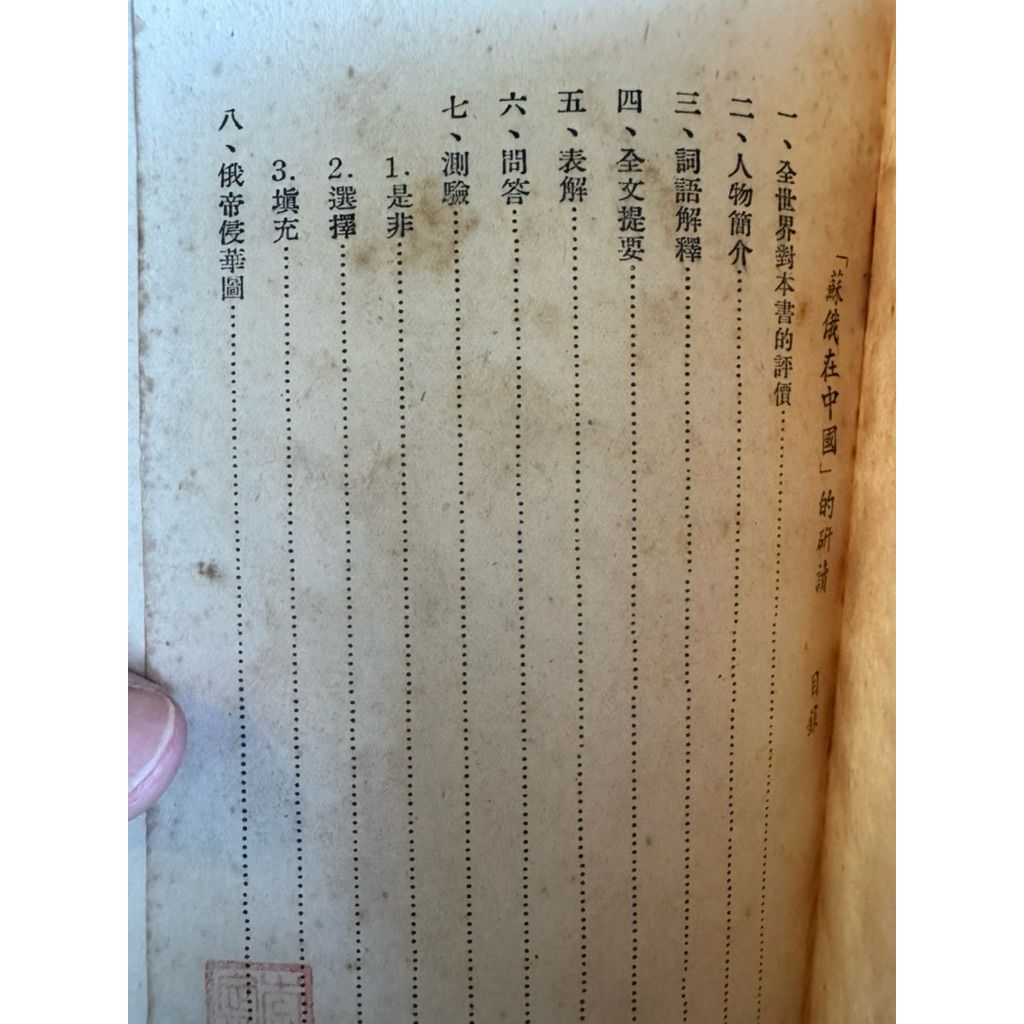 「蘇俄在中國」的研讀　目錄
一、全世界對本書的評價
二、人物簡介
三、詞語解釋
四、全文提要
五、表解
六、問答
七、測驗
1.是非
2.選擇
3.填充
八、俄帝侵華圖